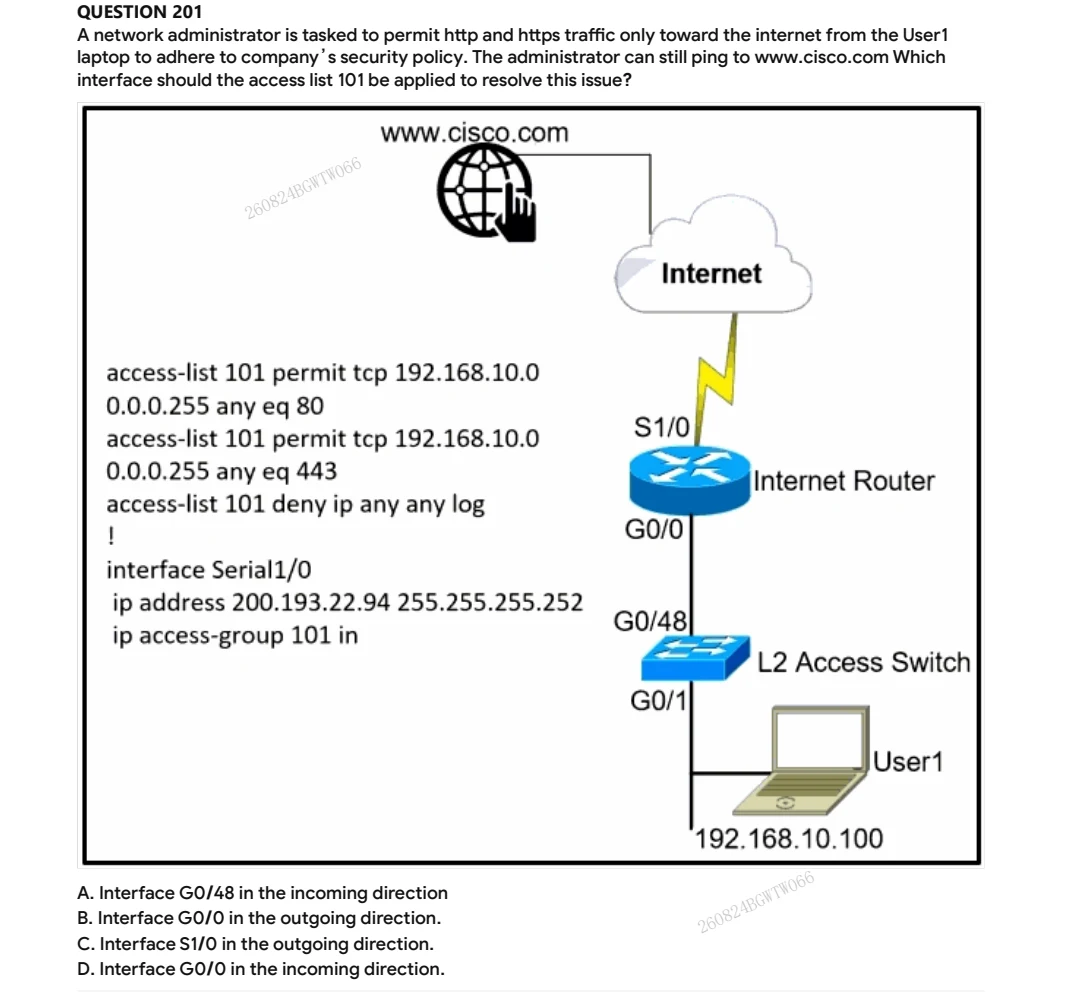 QUESTION 201
A network administrator is tasked to permit http and https traffic only toward the internet from the User1
laptop to adhere to company's security policy. The administrator can still ping to www.cisco.com Which
interface should the access list 101 be applied to resolve this issue?
www.cisco.com
260824BGWTW066
Internet
access-list 101 permit tcp 192.168.10.0
0.0.0.255 any eq 80
access-list 101 permit tcp 192.168.10.0
0.0.0.255 any eq 443
access-list 101 deny ip any any log
!
interface Serial1/0
ip address 200.193.22.94 255.255.255.252
ip access-group 101 in
S1/0
Internet Router
G0/0
G0/48
L2 Access Switch
G0/1
User1
192.168.10.100
A. Interface G0/48 in the incoming direction
B. Interface G0/0 in the outgoing direction.
C. Interface S1/0 in the outgoing direction.
D. Interface G0/0 in the incoming direction.
260824BGWTW066